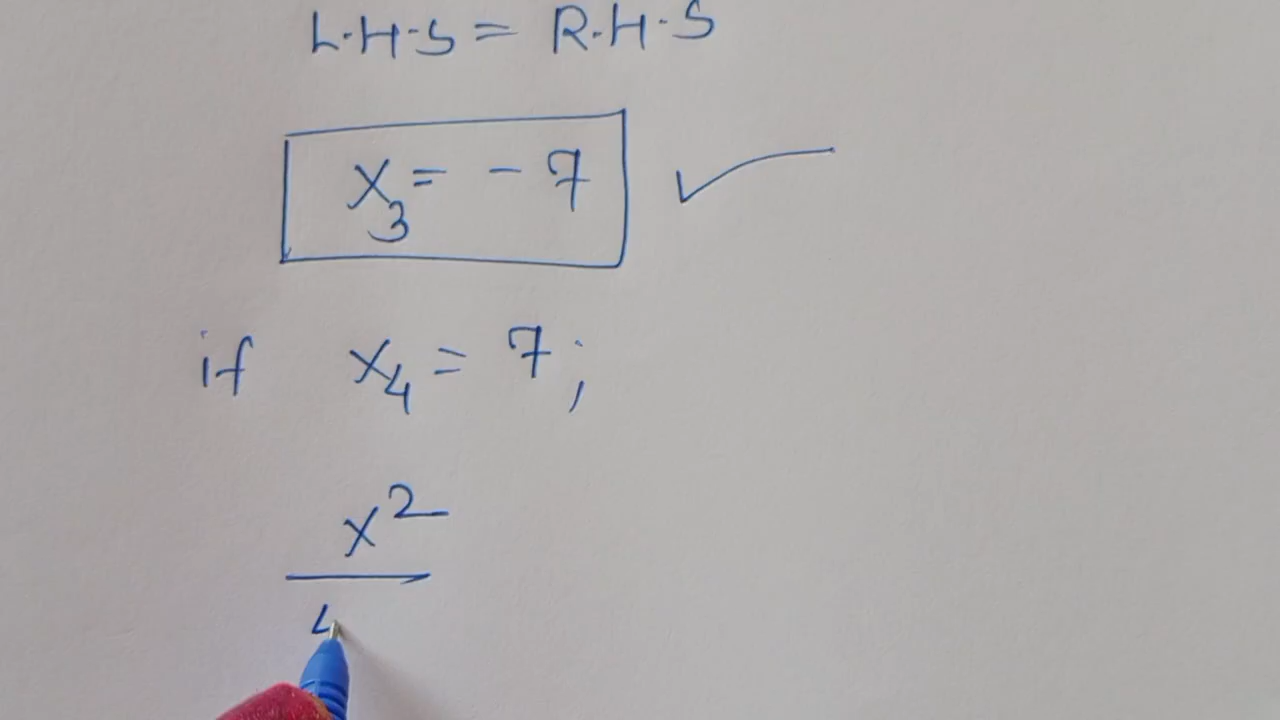 L.H.S = R.H.S
x₃ = - 7 ✓
if x₄ = 7;
x²